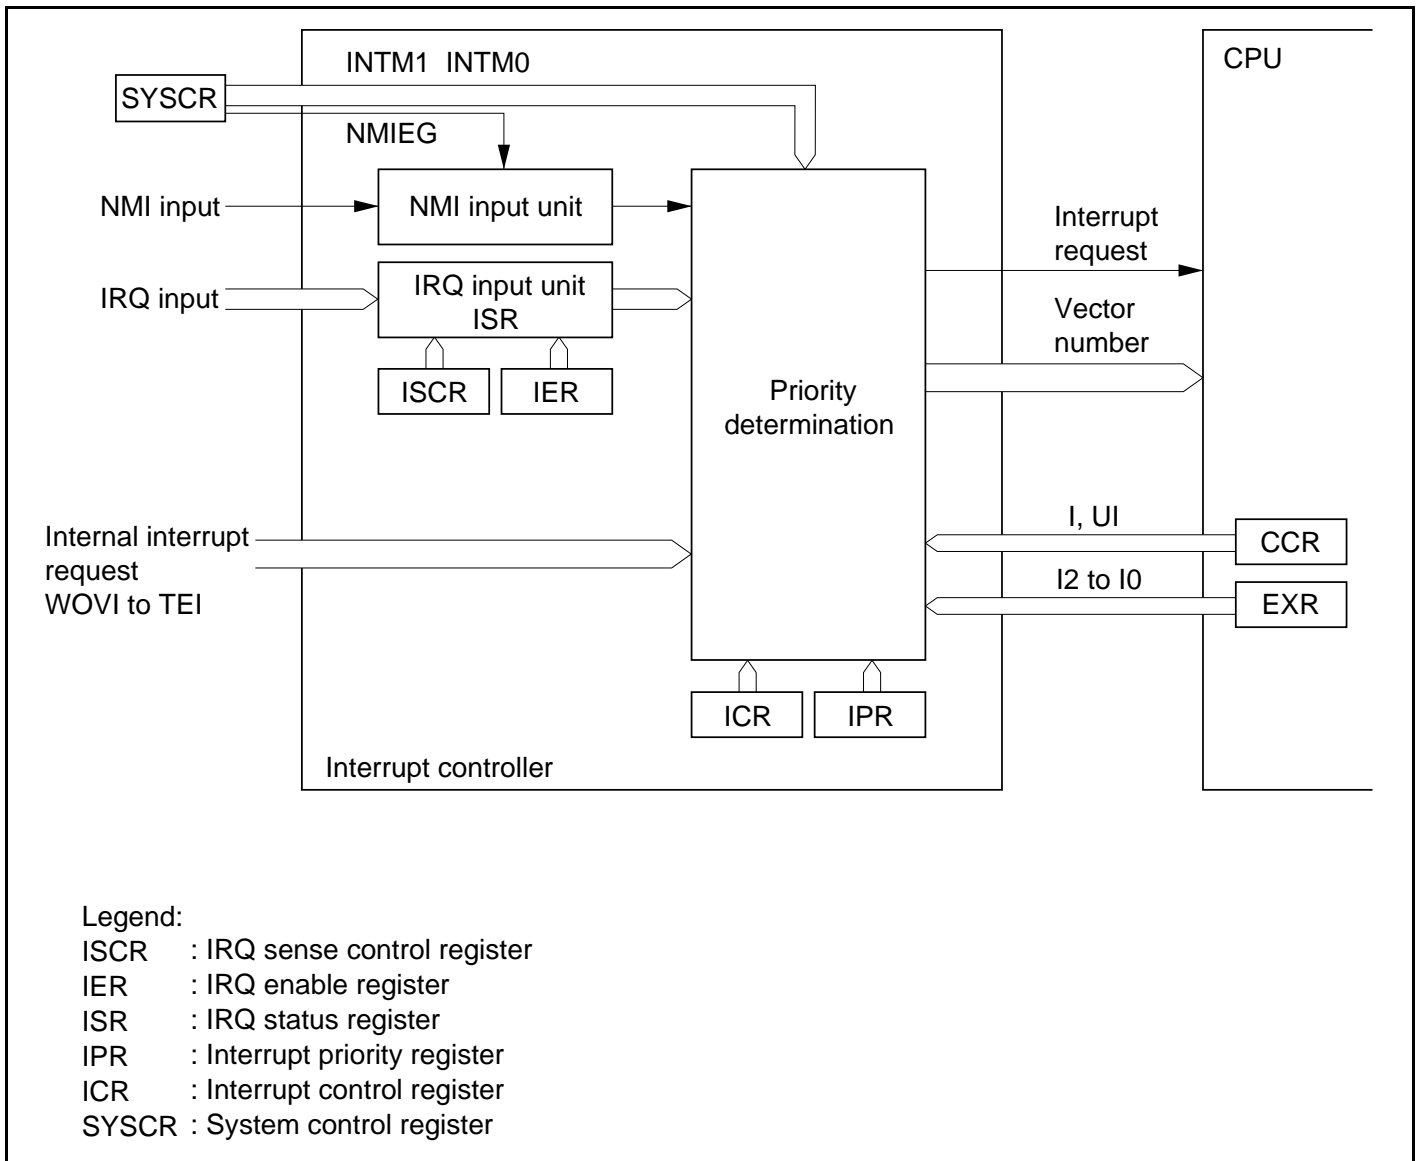 INTM1 INTM0
CPU
SYSCR
NMIEG
NMI input
NMI input unit
Interrupt
request
IRQ input
IRQ input unit
ISR
Vector
number
ISCR
IER
Priority
determination
Internal interrupt
request
WOVI to TEI
I, UI
CCR
I2 to I0
EXR
ICR
IPR
Interrupt controller
Legend:
ISCR : IRQ sense control register
IER : IRQ enable register
ISR : IRQ status register
IPR : Interrupt priority register
ICR : Interrupt control register
SYSCR : System control register